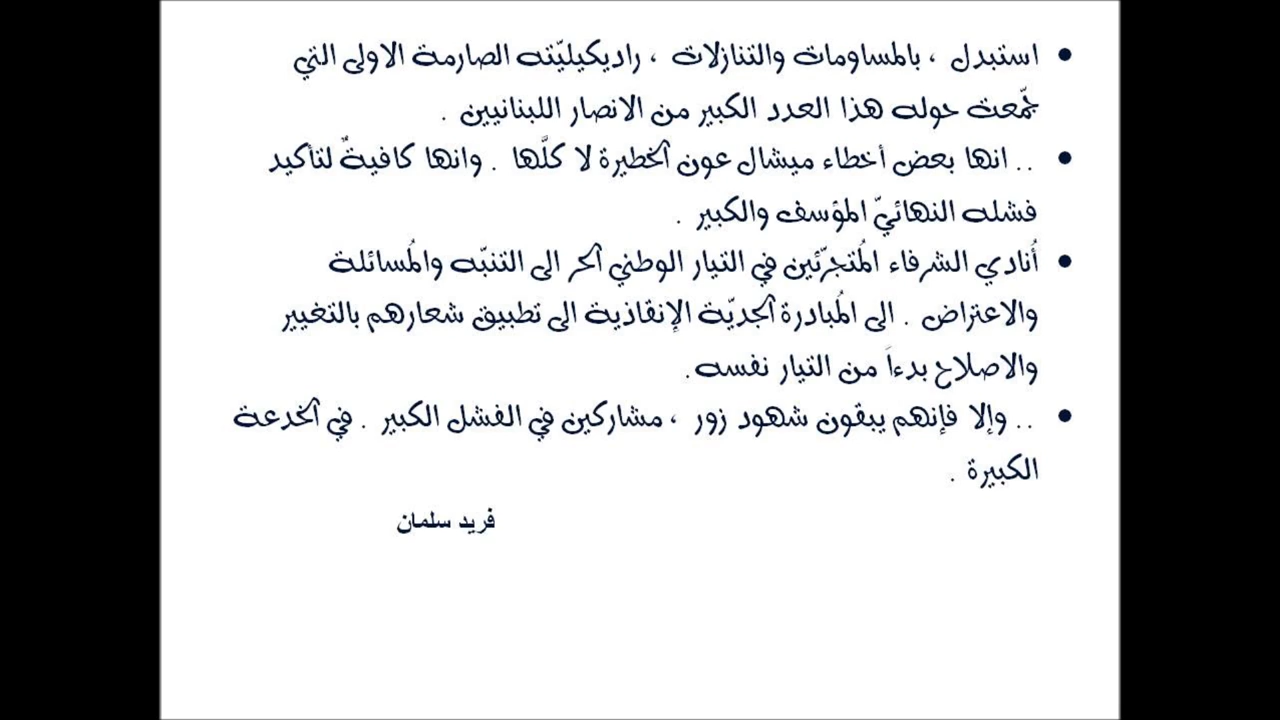 • استبدل ، بالمساومات والتنازلات ، راديكيليّته الصارمة الاولى التي
جمّعت حوله هذا العدد الكبير من الانصار اللبنانيين .
• .. انها بعض أخطاء ميشال عون الخطيرة لا كلَّها . وانها كافيةٌ لتأكيد
فشله النهائيّ المؤسف والكبير .
• أُنادي الشرفاء المُتجرّئين في التيار الوطني الحر الى التنبّه والمُسائلة
والاعتراض . الى المُبادرة الجديّة الإنقاذية الى تطبيق شعارهم بالتغيير
والاصلاح بدءاَ من التيار نفسه.
• .. وإلا فإنهم يبقون شهود زور ، مشاركين في الفشل الكبير . في الخدعة
الكبيرة .
فريد سلمان